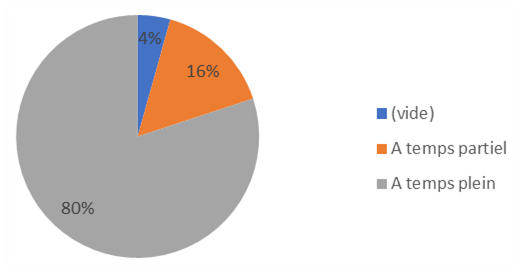 4%
16%
80%
(vide)
A temps partiel
A temps plein